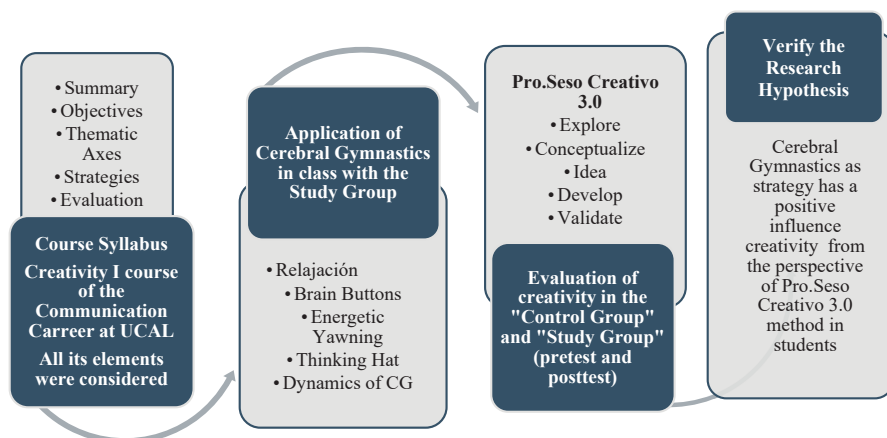 • Summary
• Objectives
• Thematic
Axes
• Strategies
• Evaluation
Course Syllabus
Creativity I course
of the
Communication
Carreer at UCAL
All its elements
were considered
Application of
Cerebral Gymnastics
in class with the
Study Group
• Relajación
• Brain Buttons
• Energetic
Yawning
• Thinking Hat
• Dynamics of CG
Pro.Seso Creativo
3.0
• Explore
• Conceptualize
• Idea
• Develop
• Validate
Evaluation of
creativity in the
"Control Group"
and "Study Group"
(pretest and
posttest)
Verify the
Research
Hypothesis
Cerebral
Gymnastics as
strategy has a
positive
influence
creativity from
the perspective
of Pro.Seso
Creativo 3.0
method in
students